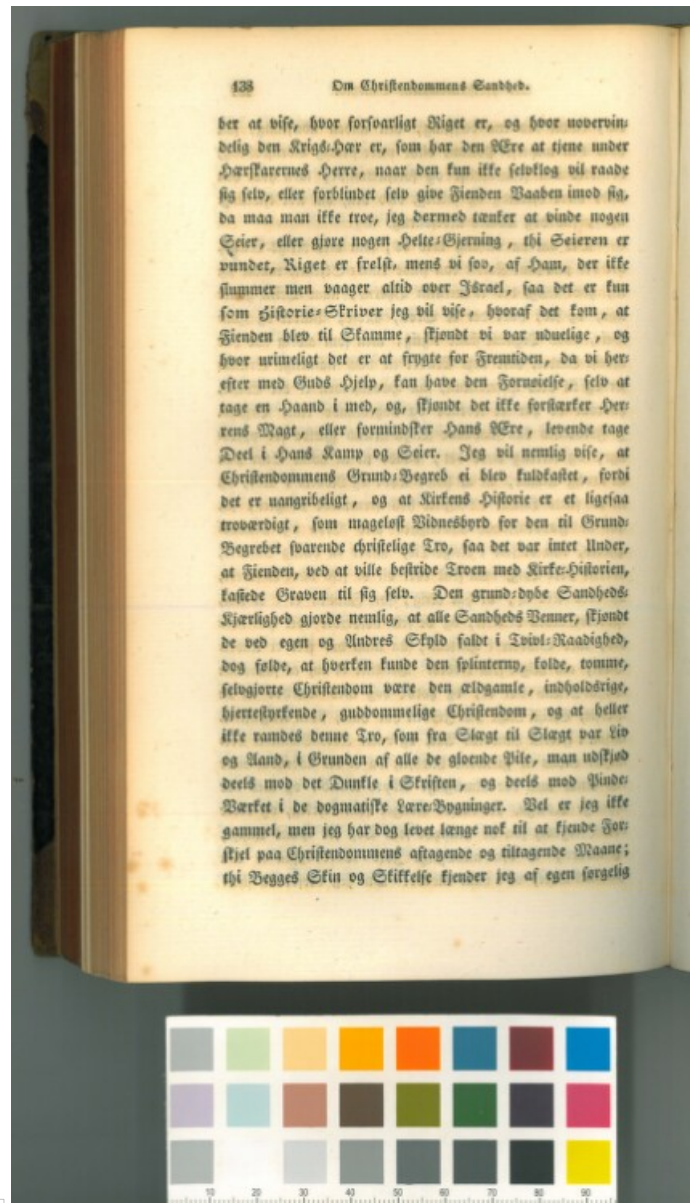 138 Om Christendommens Sandhed.
der at vise, hvor forsvarligt Riget er, og hvor uovervin-
delig den Krigs-Hær er, som har den Ære at tjene under
Hærskarernes Herre, naar den kun ikke selvklog vil raade
sig selv, eller forblindet selv give Fienden Vaaben imod sig,
da maa man ikke troe, jeg dermed tænker at vinde nogen
Seier, eller gjøre nogen Helte-Gjerning, thi Seieren er
vundet, Riget er frelst, mens vi sov, af Ham, der ikke
slummer men vaager altid over Israel, saa det er kun
som Historie-Skriver jeg vil vise, hvoraf det kom, at
Fienden blev til Skamme, skjøndt vi var uduelige, og
hvor urimeligt det er at frygte for Fremtiden, da vi her-
efter med Guds Hjelp, kan have den Fornøielse, selv at
tage en Haand i med, og, skjøndt det ikke forstærker Her-
rens Magt, eller formindsker Hans Ære, levende tage
Deel i Hans Kamp og Seier. Jeg vil nemlig vise, at
Christendommens Grund-Begreb ei blev kuldkastet, fordi
det er uangribeligt, og at Kirkens Historie er et ligesaa
troværdigt, som mageløst Vidnesbyrd for den til Grund-
Begrebet svarende christelige Tro, saa det var intet Under,
at Fienden, ved at ville bestride Troen med Kirke-Historien,
kastede Graven til sig selv. Den grund-dybe Sandheds-
Kjærlighed gjorde nemlig, at alle Sandheds Venner, skjøndt
de ved egen og Andres Skyld faldt i Tvivl-Raadighed,
dog følde, at hverken kunde den splinterny, kolde, tomme,
selvgjorte Christendom være den ældgamle, indholdsrige,
hjertestyrkende, guddommelige Christendom, og at heller
ikke ramdes denne Tro, som fra Slægt til Slægt var Liv
og Aand, i Grunden af alle de gloende Pile, man udskjød
deels mod det Dunkle i Skriften, og deels mod Pinde-
Værket i de dogmatiske Lære-Bygninger. Vel er jeg ikke
gammel, men jeg har dog levet længe nok til at kjende For-
skjel paa Christendommens aftagende og tiltagende Maane;
thi Begges Skin og Skikkelse kjender jeg af egen sørgelig
10 20 30 40 50 60 70 80 90